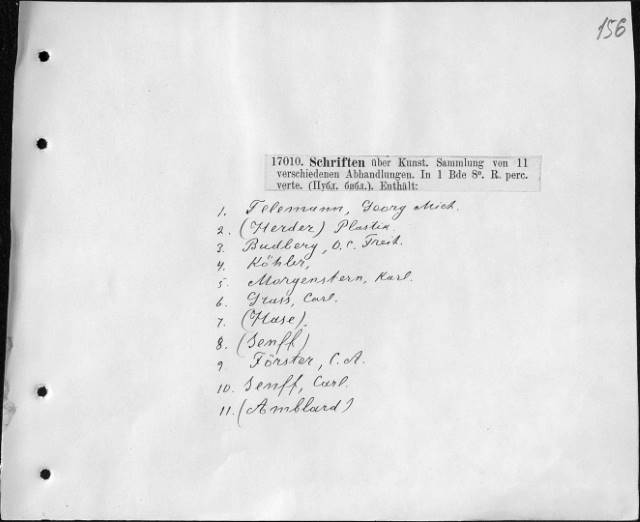 156
17010. Schriften über Kunst. Sammlung von 11
verschiedenen Abhandlungen. In 1 Bde 8º. R. perc.
verte. (Публ. библ.). Enthält:
1. Telemann, Georg Mich.
2. (Herder) Plastik
3. Budberg, O. C. Freih.
4. Köhler,
5. Morgenstern, Karl.
6. Grass, Carl.
7. (Hase).
8. (Senff)
9 Förster, C. A.
10. Senff, Carl.
11. (Amblard)